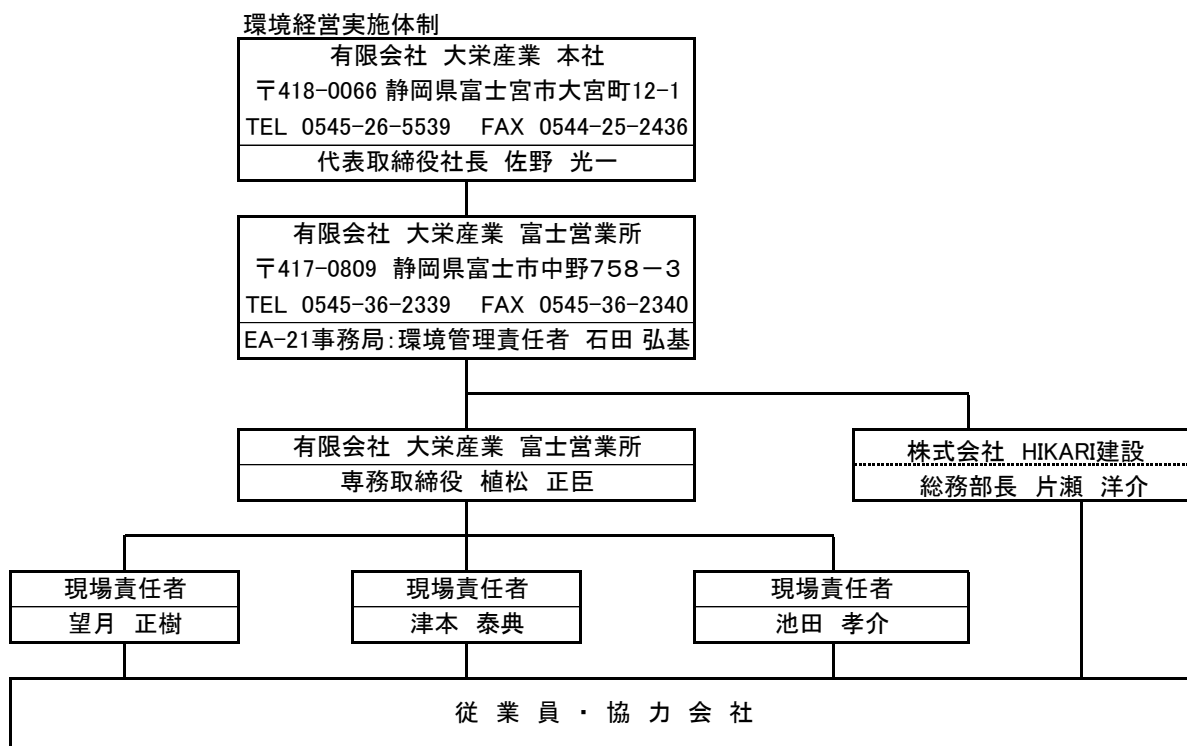 環境経営実施体制
有限会社 大栄産業 本社
〒418-0066 静岡県富士宮市大宮町12-1
TEL 0545-26-5539 FAX 0544-25-2436
代表取締役社長 佐野 光一
有限会社 大栄産業 富士営業所
〒417-0809 静岡県富士市中野758－3
TEL 0545-36-2339 FAX 0545-36-2340
EA-21事務局:環境管理責任者 石田 弘基
有限会社 大栄産業 富士営業所
専務取締役 植松 正臣
株式会社 HIKARI建設
総務部長 片瀬 洋介
現場責任者
望月 正樹
現場責任者
津本 泰典
現場責任者
池田 孝介
従 業 員 ・ 協 力 会 社